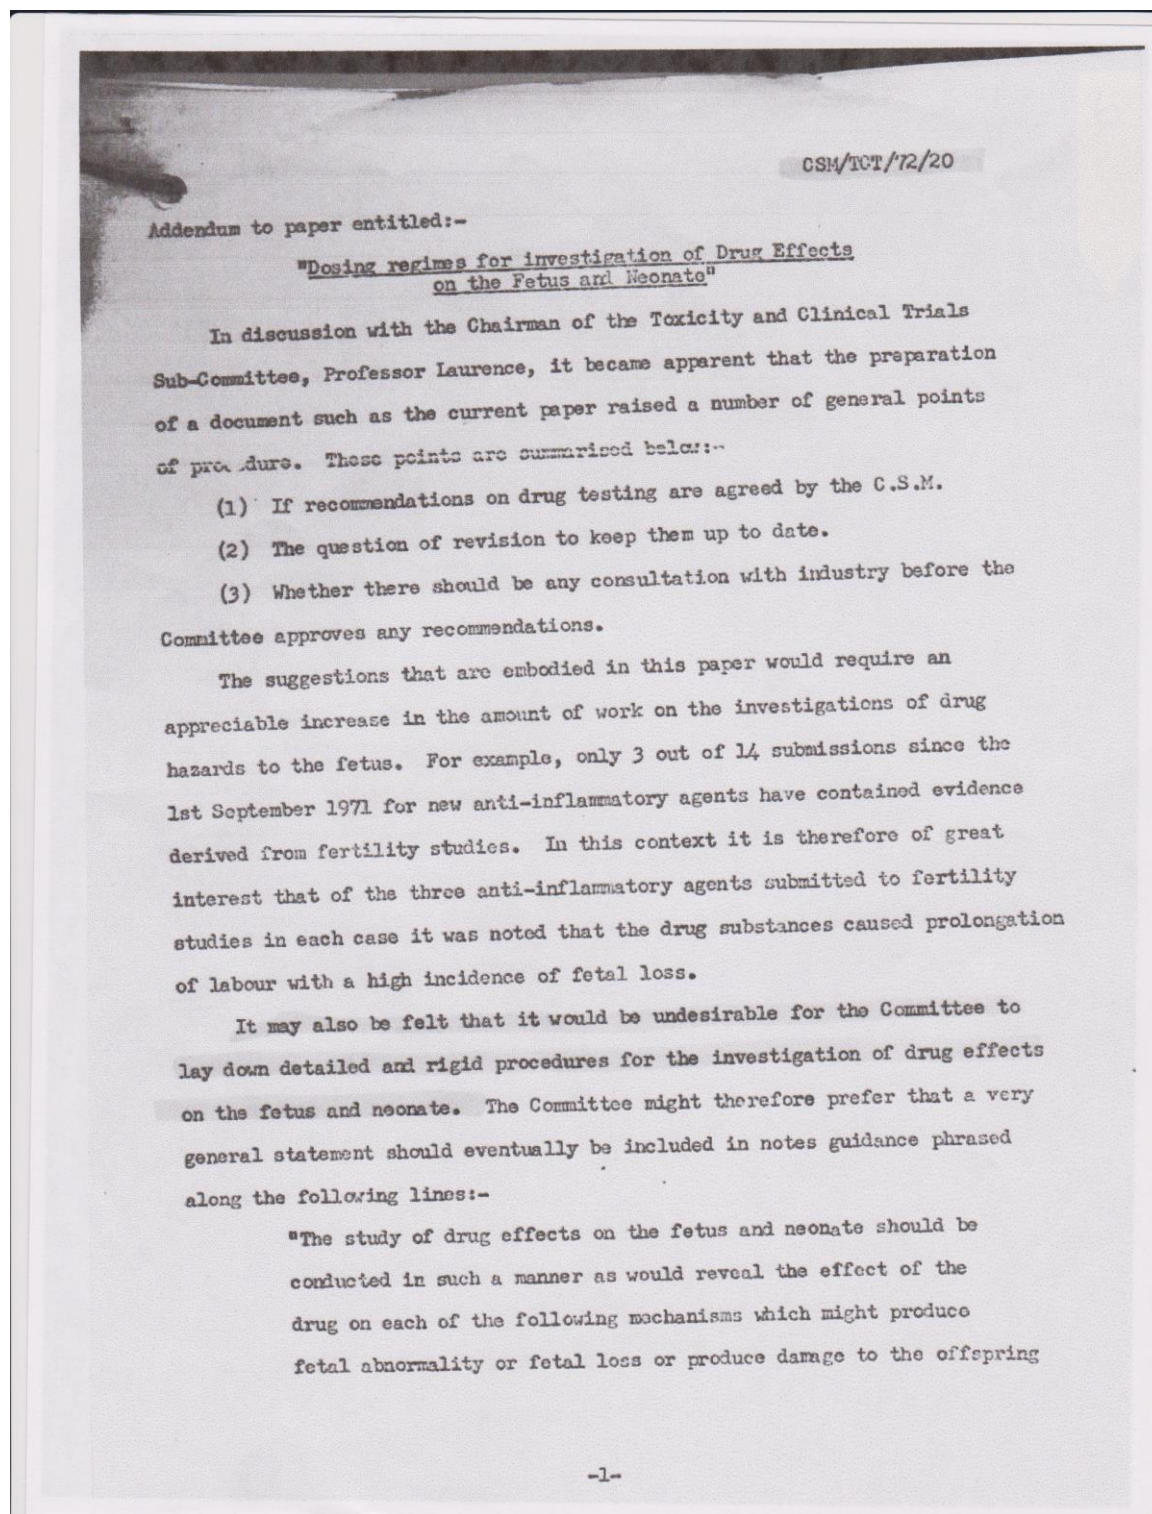 CSM/TCT/72/20
Addendum to paper entitled:-
"Dosing regimes for investigation of Drug Effects
on the Fetus and Neonate"
In discussion with the Chairman of the Toxicity and Clinical Trials
Sub-Committee, Professor Laurence, it became apparent that the preparation
of a document such as the current paper raised a number of general points
of pro dure. These points are summarised below:-
(1) If recommendations on drug testing are agreed by the C.S.M.
(2) The question of revision to keep them up to date.
(3) Whether there should be any consultation with industry before the
Committee approves any recommendations.
The suggestions that are embodied in this paper would require an
appreciable increase in the amount of work on the investigations of drug
hazards to the fetus. For example, only 3 out of 14 submissions since the
1st September 1971 for new anti-inflammatory agents have contained evidence
derived from fertility studies. In this context it is therefore of great
interest that of the three anti-inflammatory agents submitted to fertility
studies in each case it was noted that the drug substances caused prolongation
of labour with a high incidence of fetal loss.
It may also be felt that it would be undesirable for the Committee to
lay down detailed and rigid procedures for the investigation of drug effects
on the fetus and neonate. The Committee might therefore prefer that a very
general statement should eventually be included in notes guidance phrased
along the following lines:-
"The study of drug effects on the fetus and neonate should be
conducted in such a manner as would reveal the effect of the
drug on each of the following mechanisms which might produce
fetal abnormality or fetal loss or produce damage to the offspring
-1-